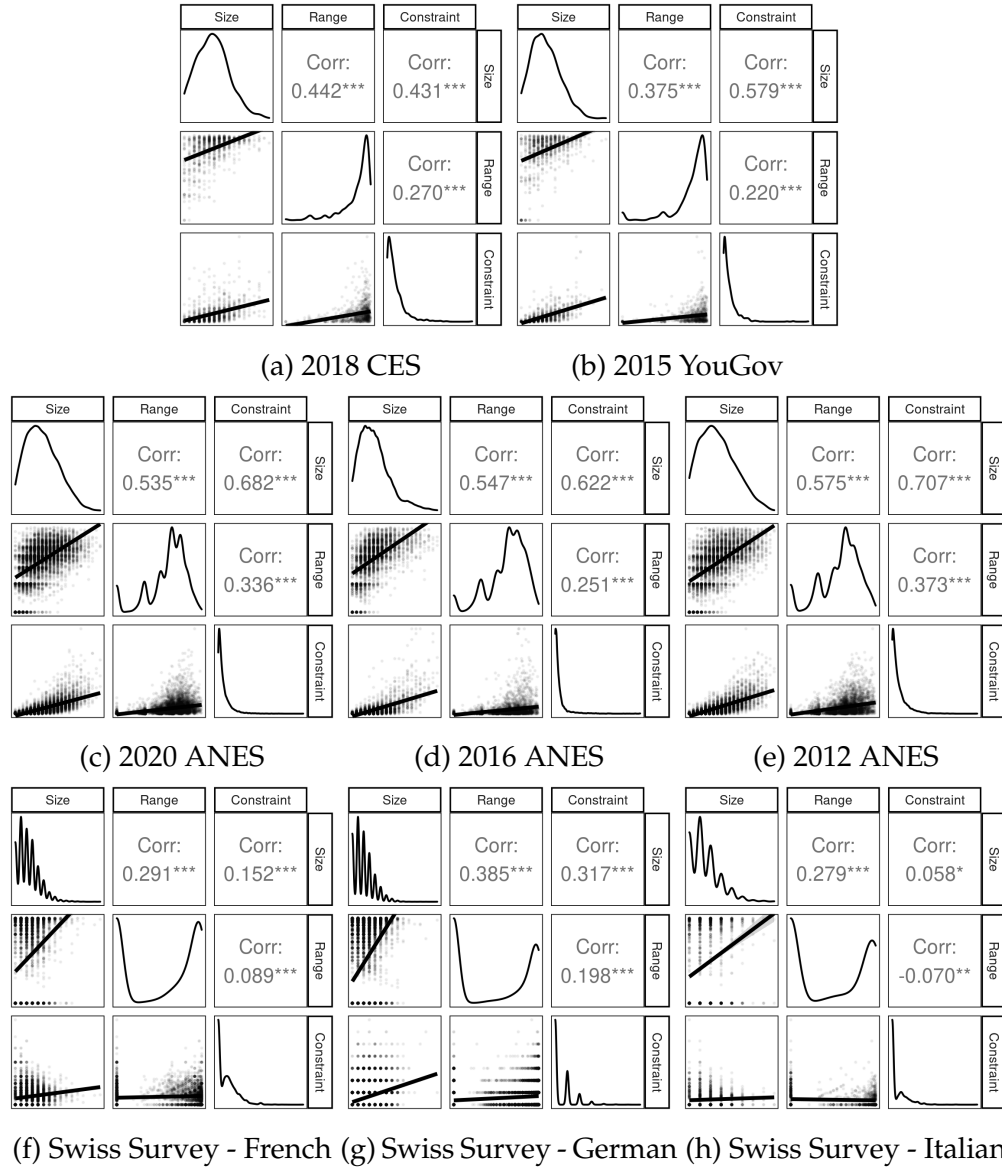 Size Range Constraint Size Range Constraint
Corr: Corr: Size Corr: Corr: Size
0.442*** 0.431*** 0.375*** 0.579***
Corr: Range Corr: Range
0.270*** 0.220***
Constraint Constraint
(a) 2018 CES (b) 2015 YouGov
Size Range Constraint Size Range Constraint Size Range Constraint
Corr: Corr: Size Corr: Corr: Size Corr: Corr: Size
0.535*** 0.682*** 0.547*** 0.622*** 0.575*** 0.707***
Corr: Range Corr: Range Corr: Range
0.336*** 0.251*** 0.373***
Constraint Constraint Constraint
(c) 2020 ANES (d) 2016 ANES (e) 2012 ANES
Size Range Constraint Size Range Constraint Size Range Constraint
Corr: Corr: Size Corr: Corr: Size Corr: Corr: Size
0.291*** 0.152*** 0.385*** 0.317*** 0.279*** 0.058*
Corr: Range Corr: Range Corr: Range
0.089*** 0.198*** -0.070**
Constraint Constraint Constraint
(f) Swiss Survey - French (g) Swiss Survey - German (h) Swiss Survey - Italian